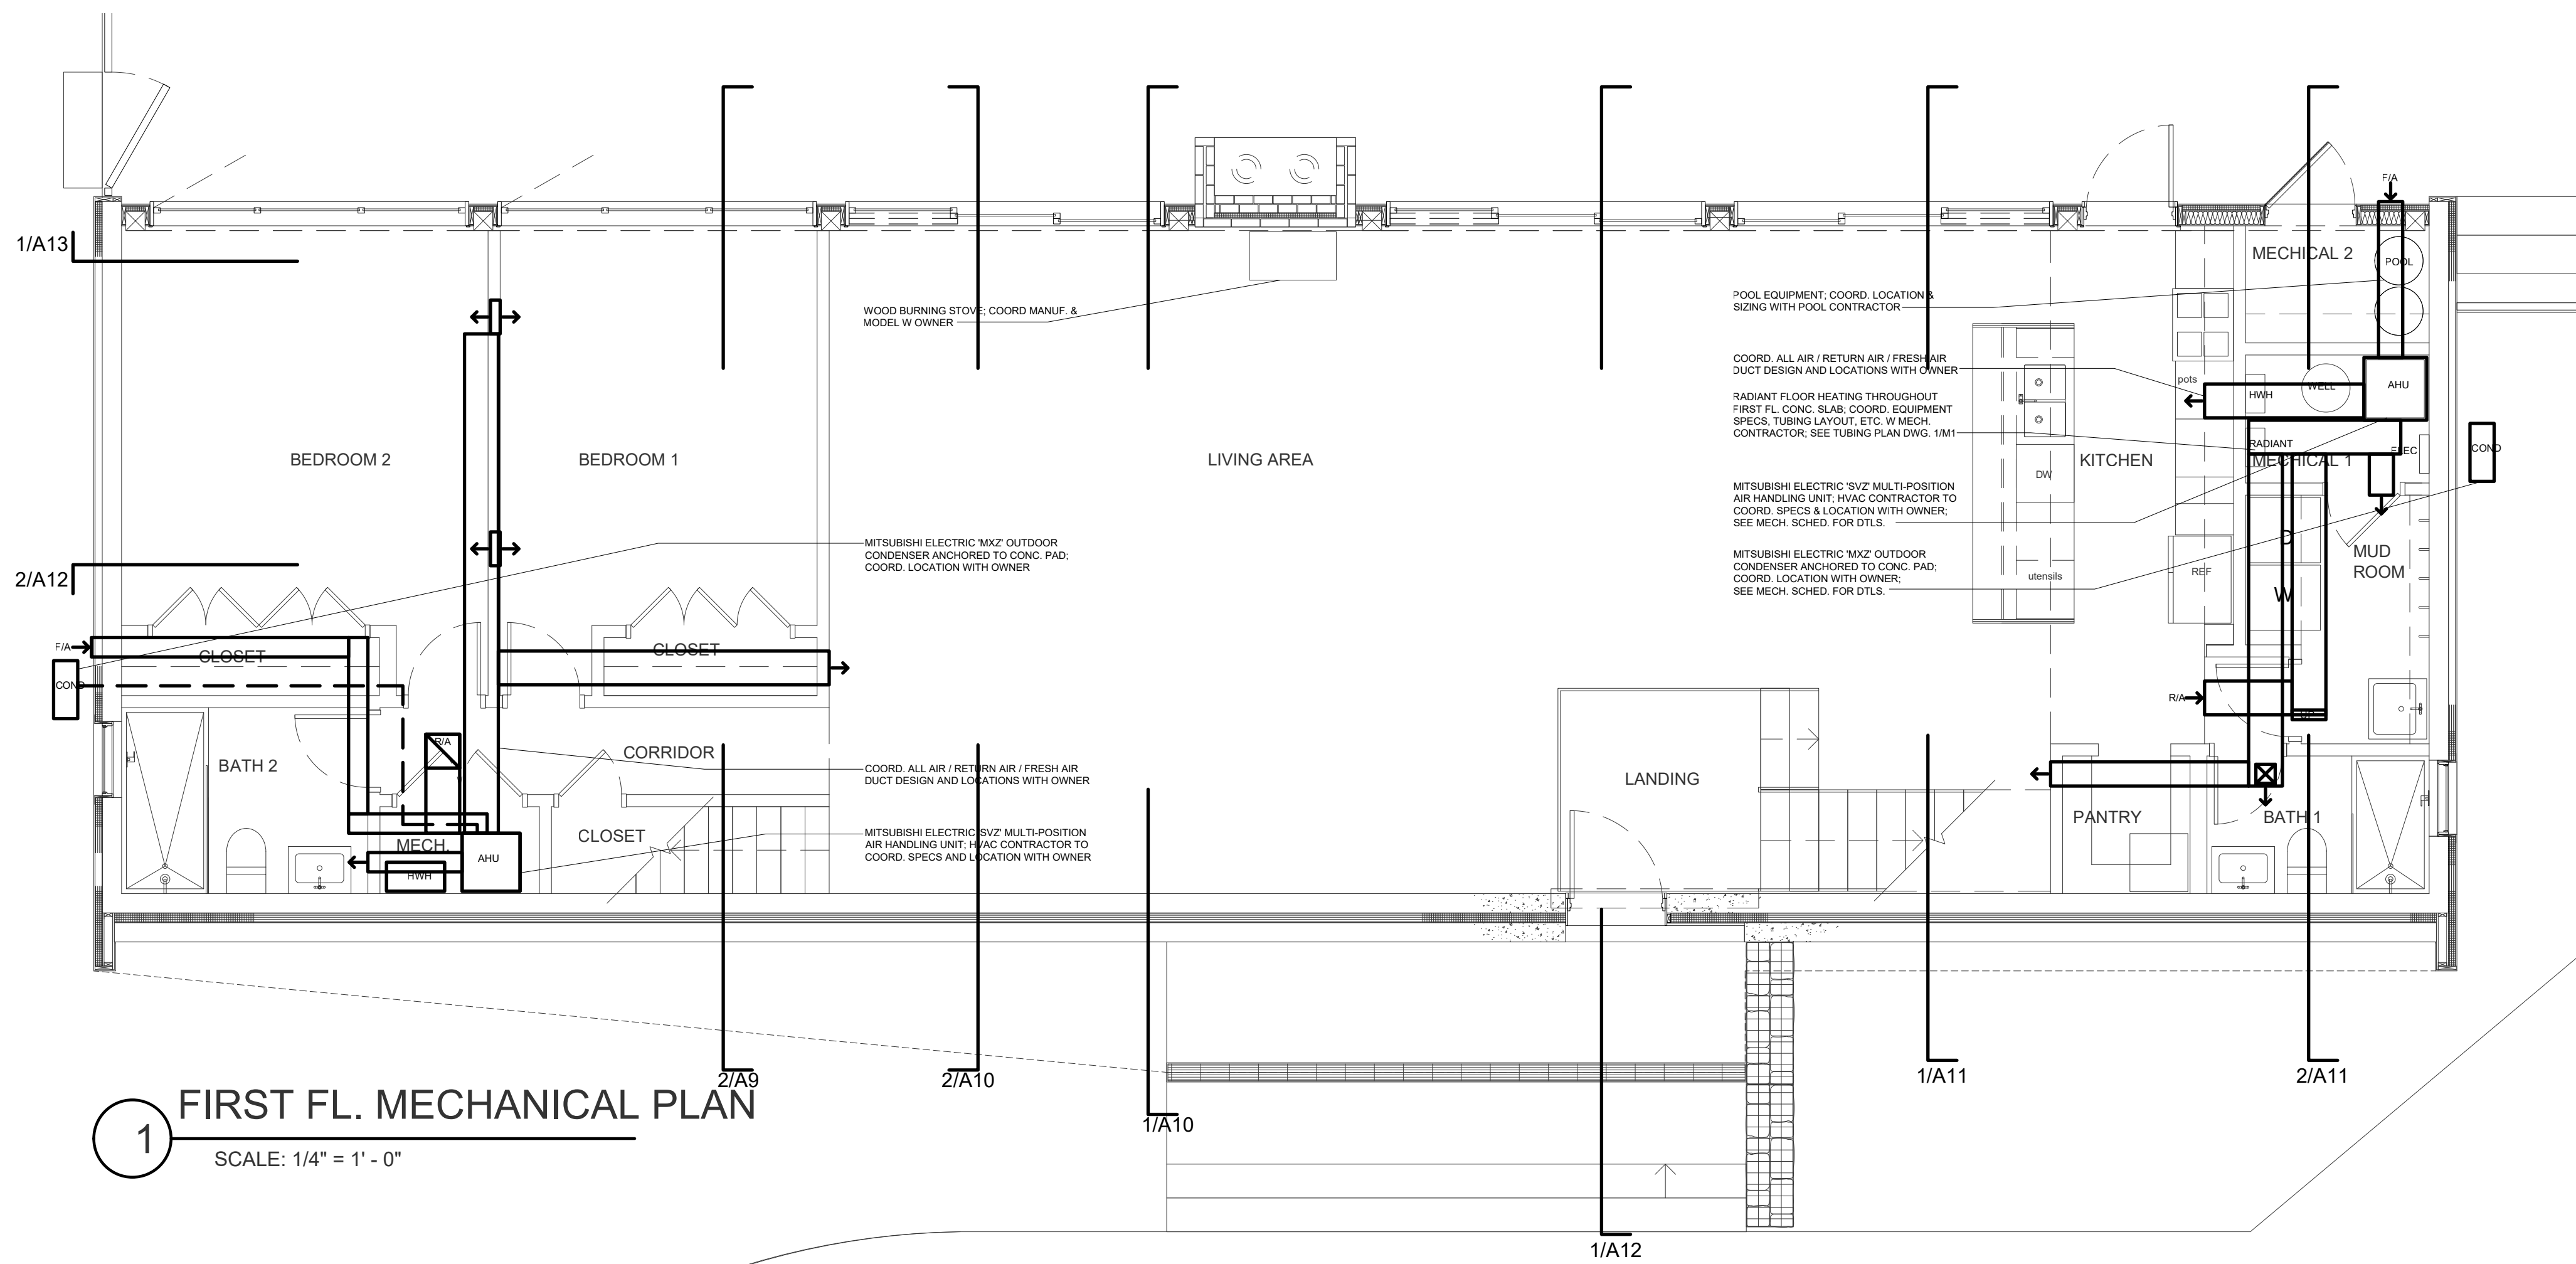 F/A
1/A13
MECHICAL 2
POOL
WOOD BURNING STOVE; COORD MANUF. &
MODEL W OWNER
POOL EQUIPMENT; COORD. LOCATION &
SIZING WITH POOL CONTRACTOR
COORD. ALL AIR / RETURN AIR / FRESH AIR
DUCT DESIGN AND LOCATIONS WITH OWNER
pots
HWH
WELL
AHU
RADIANT FLOOR HEATING THROUGHOUT
FIRST FL. CONC. SLAB; COORD. EQUIPMENT
SPECS, TUBING LAYOUT, ETC. W MECH.
CONTRACTOR; SEE TUBING PLAN DWG. 1/M1
RADIANT
ELEC
COND
BEDROOM 2
BEDROOM 1
LIVING AREA
KITCHEN
MECHICAL 1
DW
MITSUBISHI ELECTRIC 'SVZ' MULTI-POSITION
AIR HANDLING UNIT; HVAC CONTRACTOR TO
COORD. SPECS & LOCATION WITH OWNER;
SEE MECH. SCHED. FOR DTLS.
D
MUD
ROOM
MITSUBISHI ELECTRIC 'MXZ' OUTDOOR
CONDENSER ANCHORED TO CONC. PAD;
COORD. LOCATION WITH OWNER
MITSUBISHI ELECTRIC 'MXZ' OUTDOOR
CONDENSER ANCHORED TO CONC. PAD;
COORD. LOCATION WITH OWNER;
SEE MECH. SCHED. FOR DTLS.
2/A12
utensils
REF
W
F/A
CLOSET
CLOSET
COND
R/A
UP
R/A
BATH 2
CORRIDOR
COORD. ALL AIR / RETURN AIR / FRESH AIR
DUCT DESIGN AND LOCATIONS WITH OWNER
LANDING
PANTRY
BATH 1
MECH.
CLOSET
MITSUBISHI ELECTRIC 'SVZ' MULTI-POSITION
AIR HANDLING UNIT; HVAC CONTRACTOR TO
COORD. SPECS AND LOCATION WITH OWNER
AHU
HWH
2/A9
2/A10
1/A11
2/A11
1/A10
1/A12
1
FIRST FL. MECHANICAL PLAN
SCALE: 1/4" = 1' - 0"